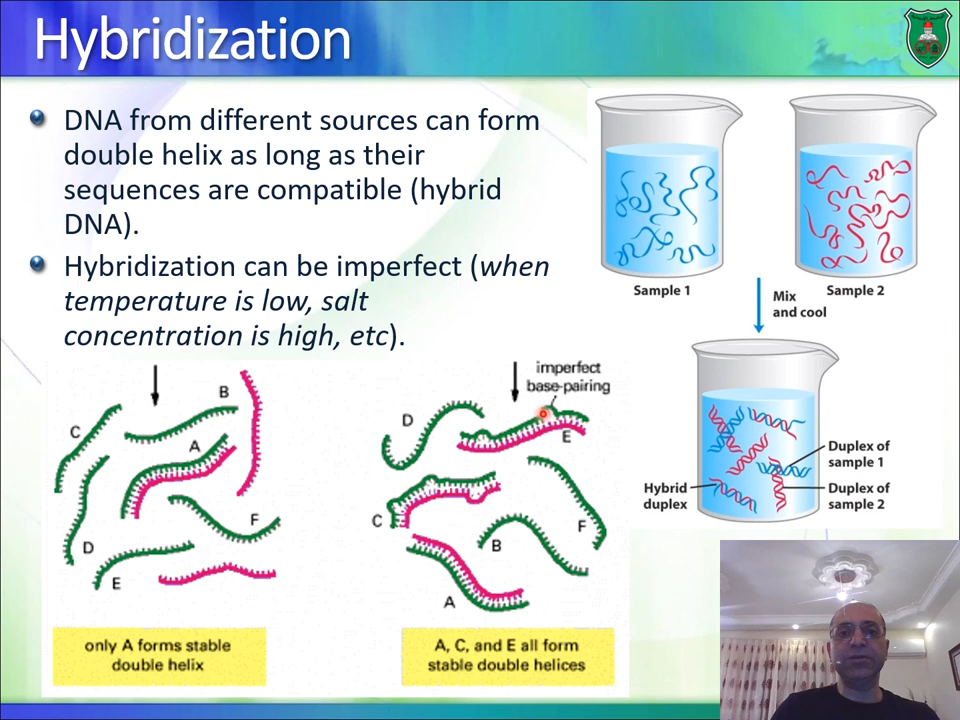 Hybridization
DNA from different sources can form
double helix as long as their
sequences are compatible (hybrid
DNA).
Hybridization can be imperfect (when
temperature is low, salt
concentration is high, etc).
Sample 1
Sample 2
Mix
and cool
Duplex of
sample 1
Hybrid
duplex
Duplex of
sample 2
B
C
A
F
D
E
only A forms stable
double helix
imperfect
base-pairing
D
E
C
F
B
A
A, C, and E all form
stable double helices